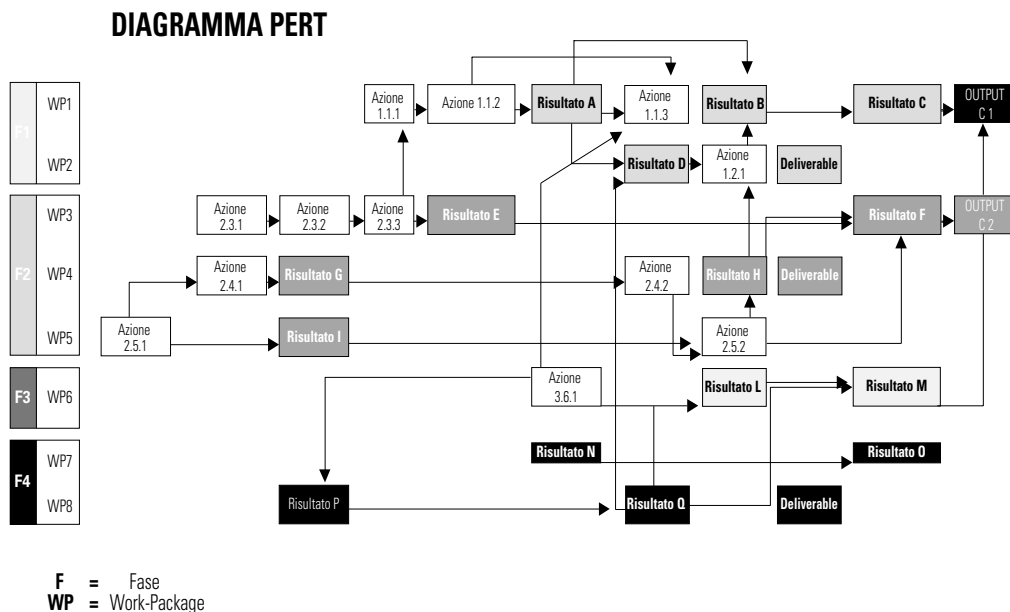 DIAGRAMMA PERT
F1
WP1
Azione
1.1.1
Azione 1.1.2
Risultato A
Azione
1.1.3
Risultato B
Risultato C
OUTPUT
C 1
WP2
Risultato D
Azione
1.2.1
Deliverable
F2
WP3
Azione
2.3.1
Azione
2.3.2
Azione
2.3.3
Risultato E
Risultato F
OUTPUT
C 2
WP4
Azione
2.4.1
Risultato G
Azione
2.4.2
Risultato H
Deliverable
WP5
Azione
2.5.1
Risultato I
Azione
2.5.2
F3
WP6
Azione
3.6.1
Risultato L
Risultato M
F4
WP7
Risultato N
Risultato O
WP8
Risultato P
Risultato Q
Deliverable
F = Fase
WP = Work-Package